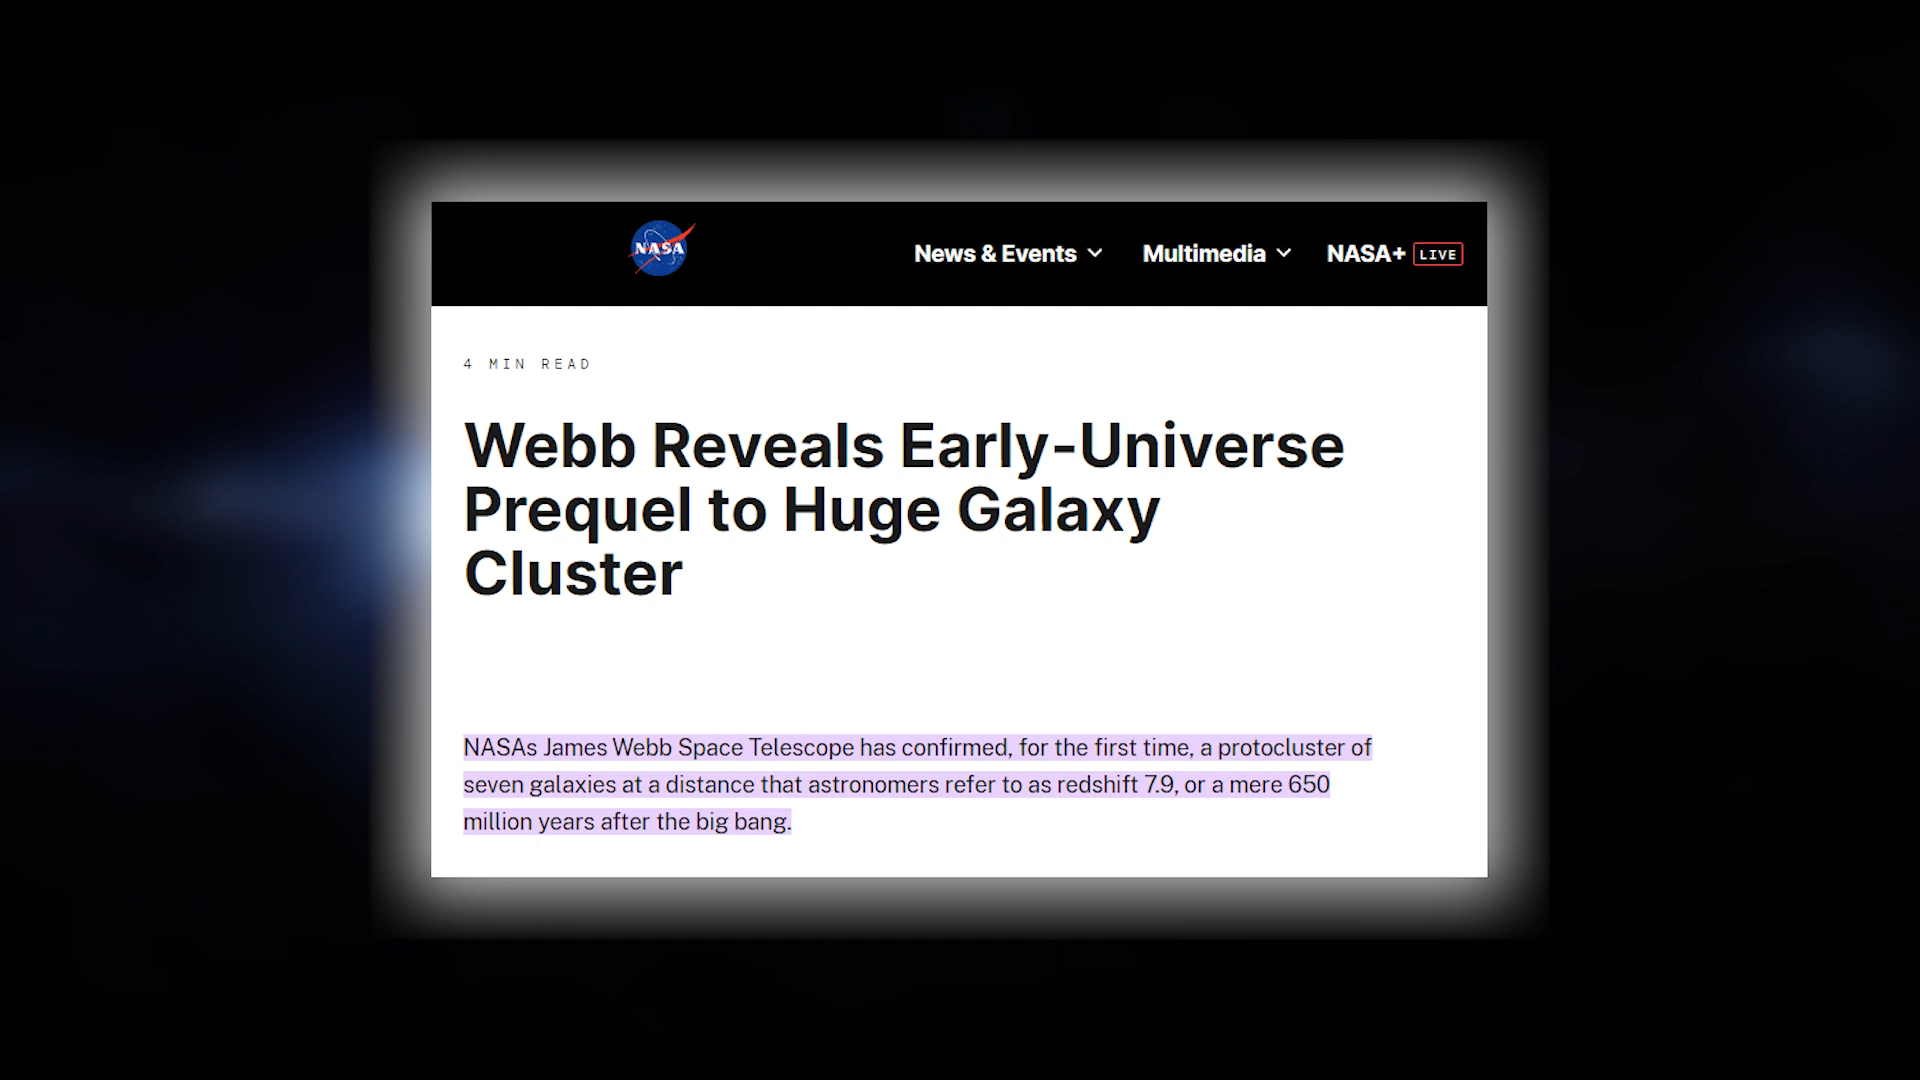 NASA
News & Events
Multimedia
NASA+ LIVE
4 MIN READ
Webb Reveals Early-Universe
Prequel to Huge Galaxy
Cluster
NASAs James Webb Space Telescope has confirmed, for the first time, a protocluster of
seven galaxies at a distance that astronomers refer to as redshift 7.9, or a mere 650
million years after the big bang.